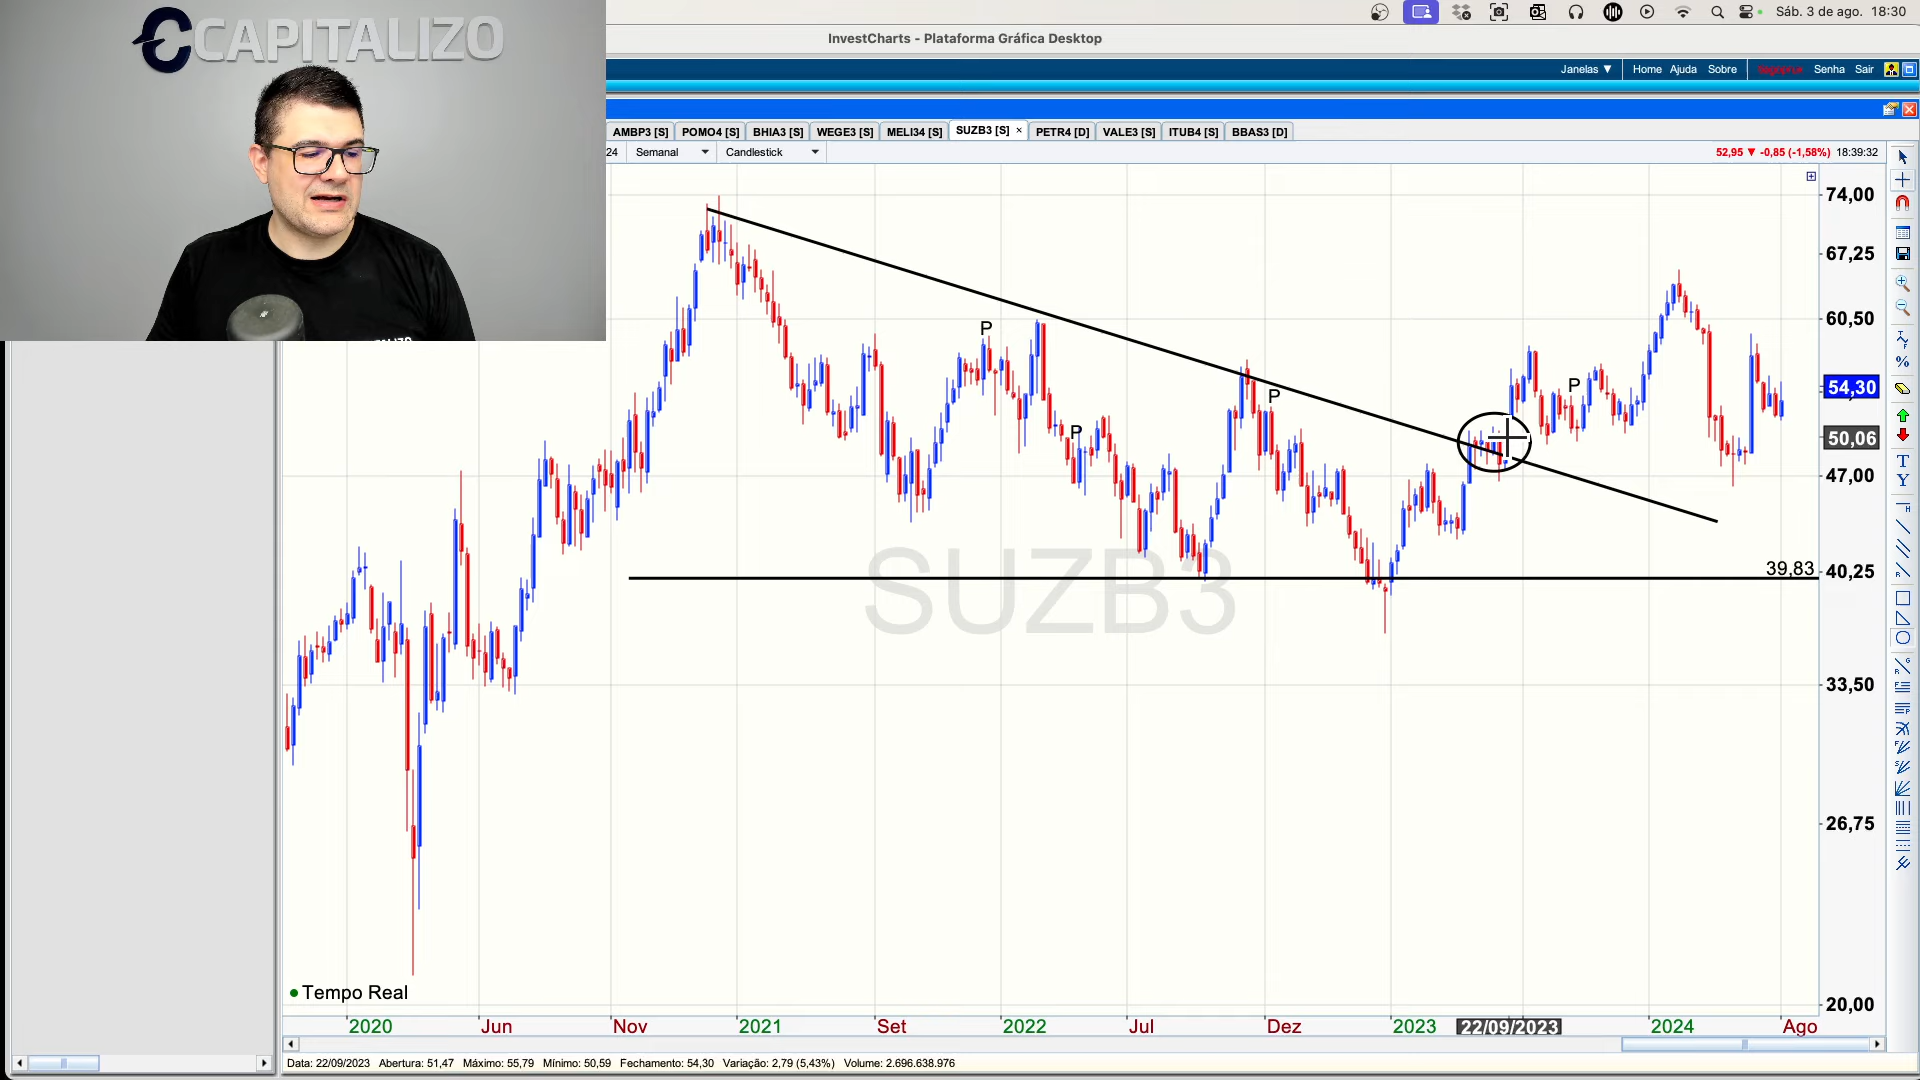 CAPITALIZO
Sáb. 3 de ago. 18:30
InvestCharts - Plataforma Gráfica Desktop
Janelas ▼ Home Ajuda Sobre Senha Sair
AMBP3 [S] POMO4 [S] BHIA3 [S] WEGE3 [S] MELI34 [S] SUZB3 [S] × PETR4 [D] VALE3 [S] ITUB4 [S] BBAS3 [D]
24 Semanal Candlestick 52,95 ▼ -0,85 (-1,58%) 18:39:32
74,00
67,25
60,50
54,30
50,06
47,00
40,25
33,50
26,75
20,00
P
P
P
P
39,83
SUZB3
Tempo Real
2020 Jun Nov 2021 Set 2022 Jul Dez 2023 22/09/2023 2024 Ago
Data: 22/09/2023 Abertura: 51,47 Máximo: 55,79 Mínimo: 50,59 Fechamento: 54,30 Variação: 2,79 (5,43%) Volume: 2.696.638.976